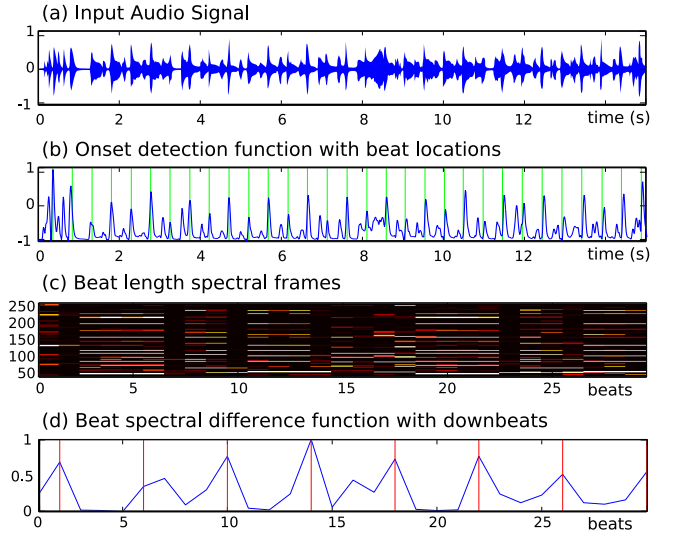 (a) Input Audio Signal
1
0
-1
0 2 4 6 8 10 12 time (s)
(b) Onset detection function with beat locations
1
0
-1
0 2 4 6 8 10 12 time (s)
(c) Beat length spectral frames
250
200
150
100
50
0 5 10 15 20 25 beats
(d) Beat spectral difference function with downbeats
1
0.5
0
0 5 10 15 20 25 beats